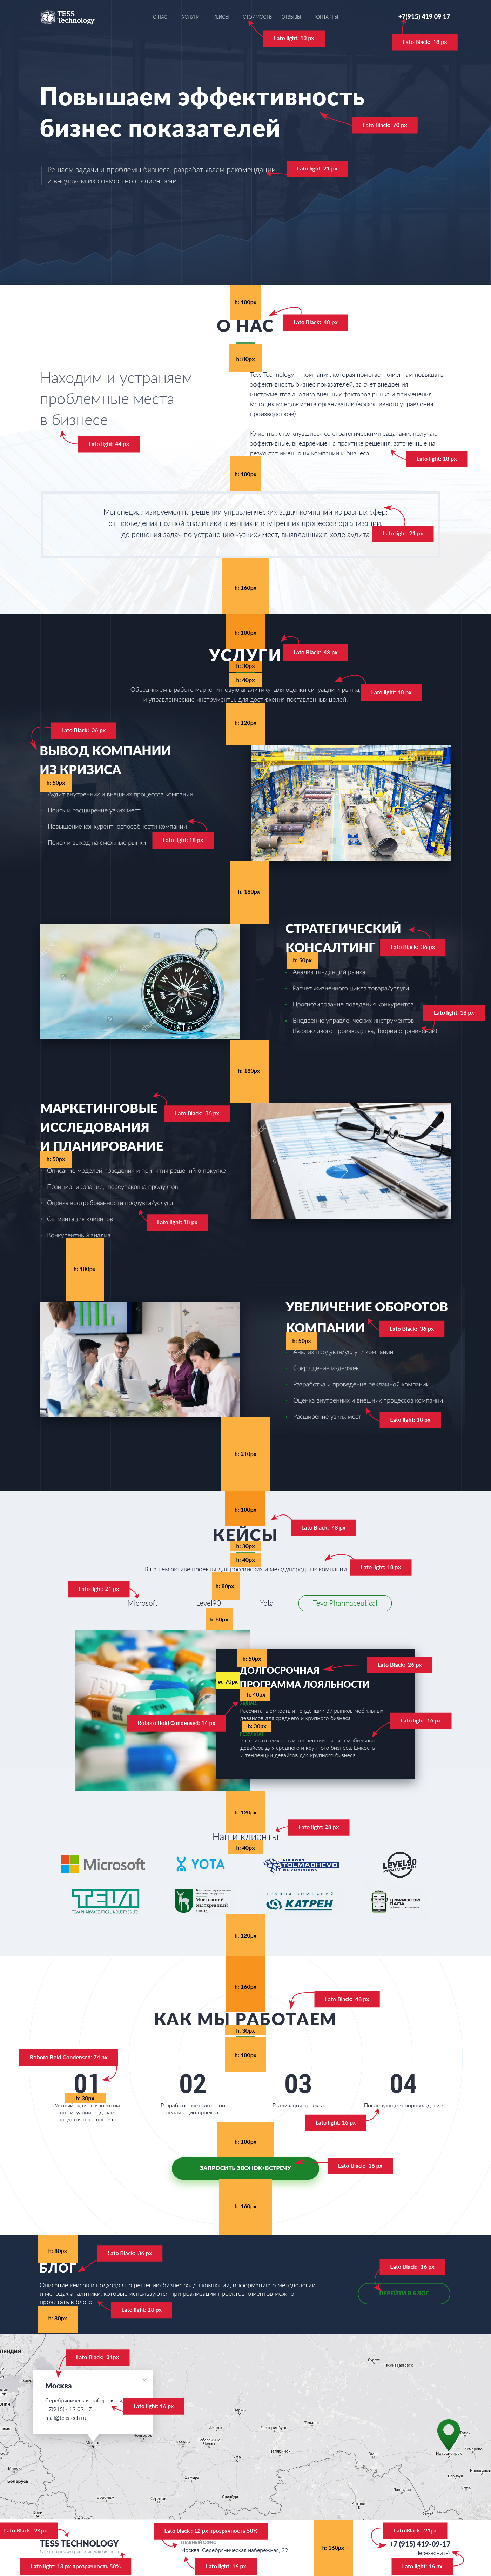 TESS
Technology
О НАС УСЛУГИ КЕЙСЫ СТОИМОСТЬ ОТЗЫВЫ КОНТАКТЫ
+7(915) 419 09 17
Lato light: 13 px
Lato Black: 18 px
Повышаем эффективность
бизнес показателей
Lato Black: 70 px
Решаем задачи и проблемы бизнеса, разрабатываем рекомендации
и внедряем их совместно с клиентами.
Lato light: 21 px
h: 100px
О НАС
Lato Black: 48 px
h: 80px
Находим и устраняем
проблемные места
в бизнесе
Lato light: 44 px
Tess Technology — компания, которая помогает клиентам повышать
эффективность бизнес показателей, за счет внедрения
инструментов анализа внешних факторов рынка и применения
методик менеджмента организаций (эффективного управления
производством).
Клиенты, столкнувшиеся со стратегическими задачами, получают
эффективные, внедряемые на практике решения, заточенные на
результат именно их компании и бизнеса.
Lato light: 18 px
h: 100px
Мы специализируемся на решении управленческих задач компаний из разных сфер:
от проведения полной аналитики внешних и внутренних процессов организации,
до решения задач по устранению «узких» мест, выявленных в ходе аудита
Lato light: 21 px
h: 160px
h: 100px
УСЛУГИ
Lato Black: 48 px
h: 30px
h: 40px
Объединяем в работе маркетинговую аналитику, для оценки ситуации и рынка,
и управленческие инструменты, для достижения поставленных целей.
Lato light: 18 px
h: 120px
Lato Black: 36 px
ВЫВОД КОМПАНИИ
ИЗ КРИЗИСА
h: 50px
Аудит внутренних и внешних процессов компании
Поиск и расширение узких мест
Повышение конкурентноспособности компании
Поиск и выход на смежные рынки
Lato light: 18 px
h: 180px
СТРАТЕГИЧЕСКИЙ
КОНСАЛТИНГ
Lato Black: 36 px
h: 50px
Анализ тенденций рынка
Расчет жизненного цикла товара/услуги
Прогнозирование поведения конкурентов
Внедрение управленческих инструментов
(Бережливого производства, Теории ограничений)
Lato light: 18 px
h: 180px
МАРКЕТИНГОВЫЕ
ИССЛЕДОВАНИЯ
И ПЛАНИРОВАНИЕ
Lato Black: 36 px
h: 50px
Описание моделей поведения и принятия решений о покупке
Позиционирование, переупаковка продуктов
Оценка востребованности продукта/услуги
Сегментация клиентов
Конкурентный анализ
Lato light: 18 px
h: 180px
УВЕЛИЧЕНИЕ ОБОРОТОВ
КОМПАНИИ
Lato Black: 36 px
h: 50px
Анализ продукта/услуги компании
Сокращение издержек
Разработка и проведение рекламной компании
Оценка внутренних и внешних процессов компании
Расширение узких мест
Lato light: 18 px
h: 210px
h: 100px
КЕЙСЫ
Lato Black: 48 px
h: 30px
h: 40px
В нашем активе проекты для российских и международных компаний
Lato light: 18 px
h: 80px
Lato light: 21 px
Microsoft Level90 Yota Teva Pharmaceutical
h: 60px
h: 50px
ДОЛГОСРОЧНАЯ
ПРОГРАММА ЛОЯЛЬНОСТИ
Lato Black: 26 px
w: 70px
h: 40px
Рассчитать емкость и тенденции 37 рынков мобильных
девайсов для среднего и крупного бизнеса.
Roboto Bold Condensed: 14 px
h: 30px
Lato light: 16 px
Рассчитать емкость и тенденции рынков мобильных
девайсов для среднего и крупного бизнеса. Емкость
и тенденции девайсов для крупного бизнеса.
h: 120px
Наши клиенты
Lato light: 28 px
h: 40px
Microsoft
YOTA
TOLMACHEVO
LEVEL90
TEVA
КАТРЕН
ЦИФРОВОЙ
h: 120px
h: 160px
КАК МЫ РАБОТАЕМ
Lato Black: 48 px
h: 30px
h: 100px
Roboto Bold Condensed: 74 px
01 02 03 04
h: 30px
Устный аудит с клиентом
по ситуации, задачам
предстоящего проекта
Разработка методологии
реализации проекта
Реализация проекта
Последующее сопровождение
Lato light: 16 px
h: 100px
ЗАПРОСИТЬ ЗВОНОК/ВСТРЕЧУ
Lato Black: 16 px
h: 160px
h: 80px
БЛОГ
Lato Black: 36 px
Описание кейсов и подходов по решению бизнес задач компаний, информацию о методологии
и методах аналитики, которые используются при реализации проектов клиентов можно
прочитать в блоге
Lato light: 18 px
h: 80px
Lato Black: 16 px
ПЕРЕЙТИ В БЛОГ
Lato Black: 21px
Москва
Серебряническая набережная
+7(915) 419 09 17
mail@tesstech.ru
Lato light: 16 px
Москва
Казань
Ижевск
Пермь
Екатеринбург
Тюмень
Челябинск
Уфа
Самара
Саратов
Воронеж
Оренбург
Омск
Новосибирск
Барнаул
Астана
Павлодар
Минск
Беларусь
Киев
Lato Black: 24px
TESS TECHNOLOGY
Lato light: 13 px прозрачность 50%
Lato black : 12 px прозрачность 50%
Москва, Серебряническая набережная, 29
Lato light: 16 px
h: 160px
Lato Black: 21px
+7 (915) 419-09-17
Перезвонить?
Lato light: 16 px